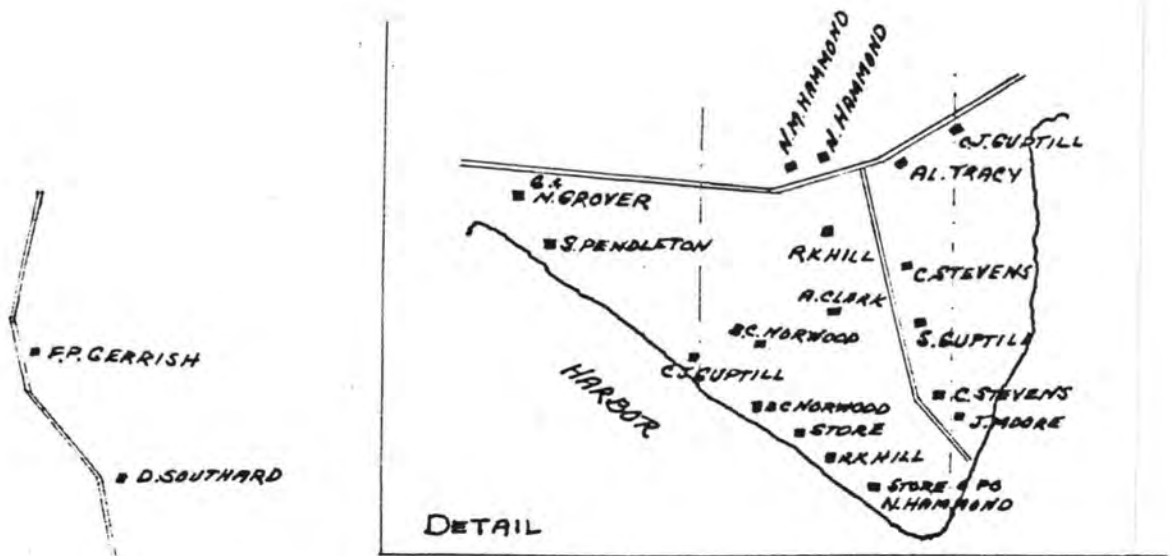 N.M. HAMMOND
N. HAMMOND
C.J. GUPTILL
AL. TRACY
G. &
N. GROVER
S. PENDLETON
R.K HILL
C. STEVENS
A. CLARK
B.C. NORWOOD
S. GUPTILL
C.J. GUPTILL
HARBOR
F.P. GERRISH
C. STEVENS
B.C NORWOOD
J. MOORE
STORE
R.K HILL
D. SOUTHARD
STORE & PO
N. HAMMOND
DETAIL